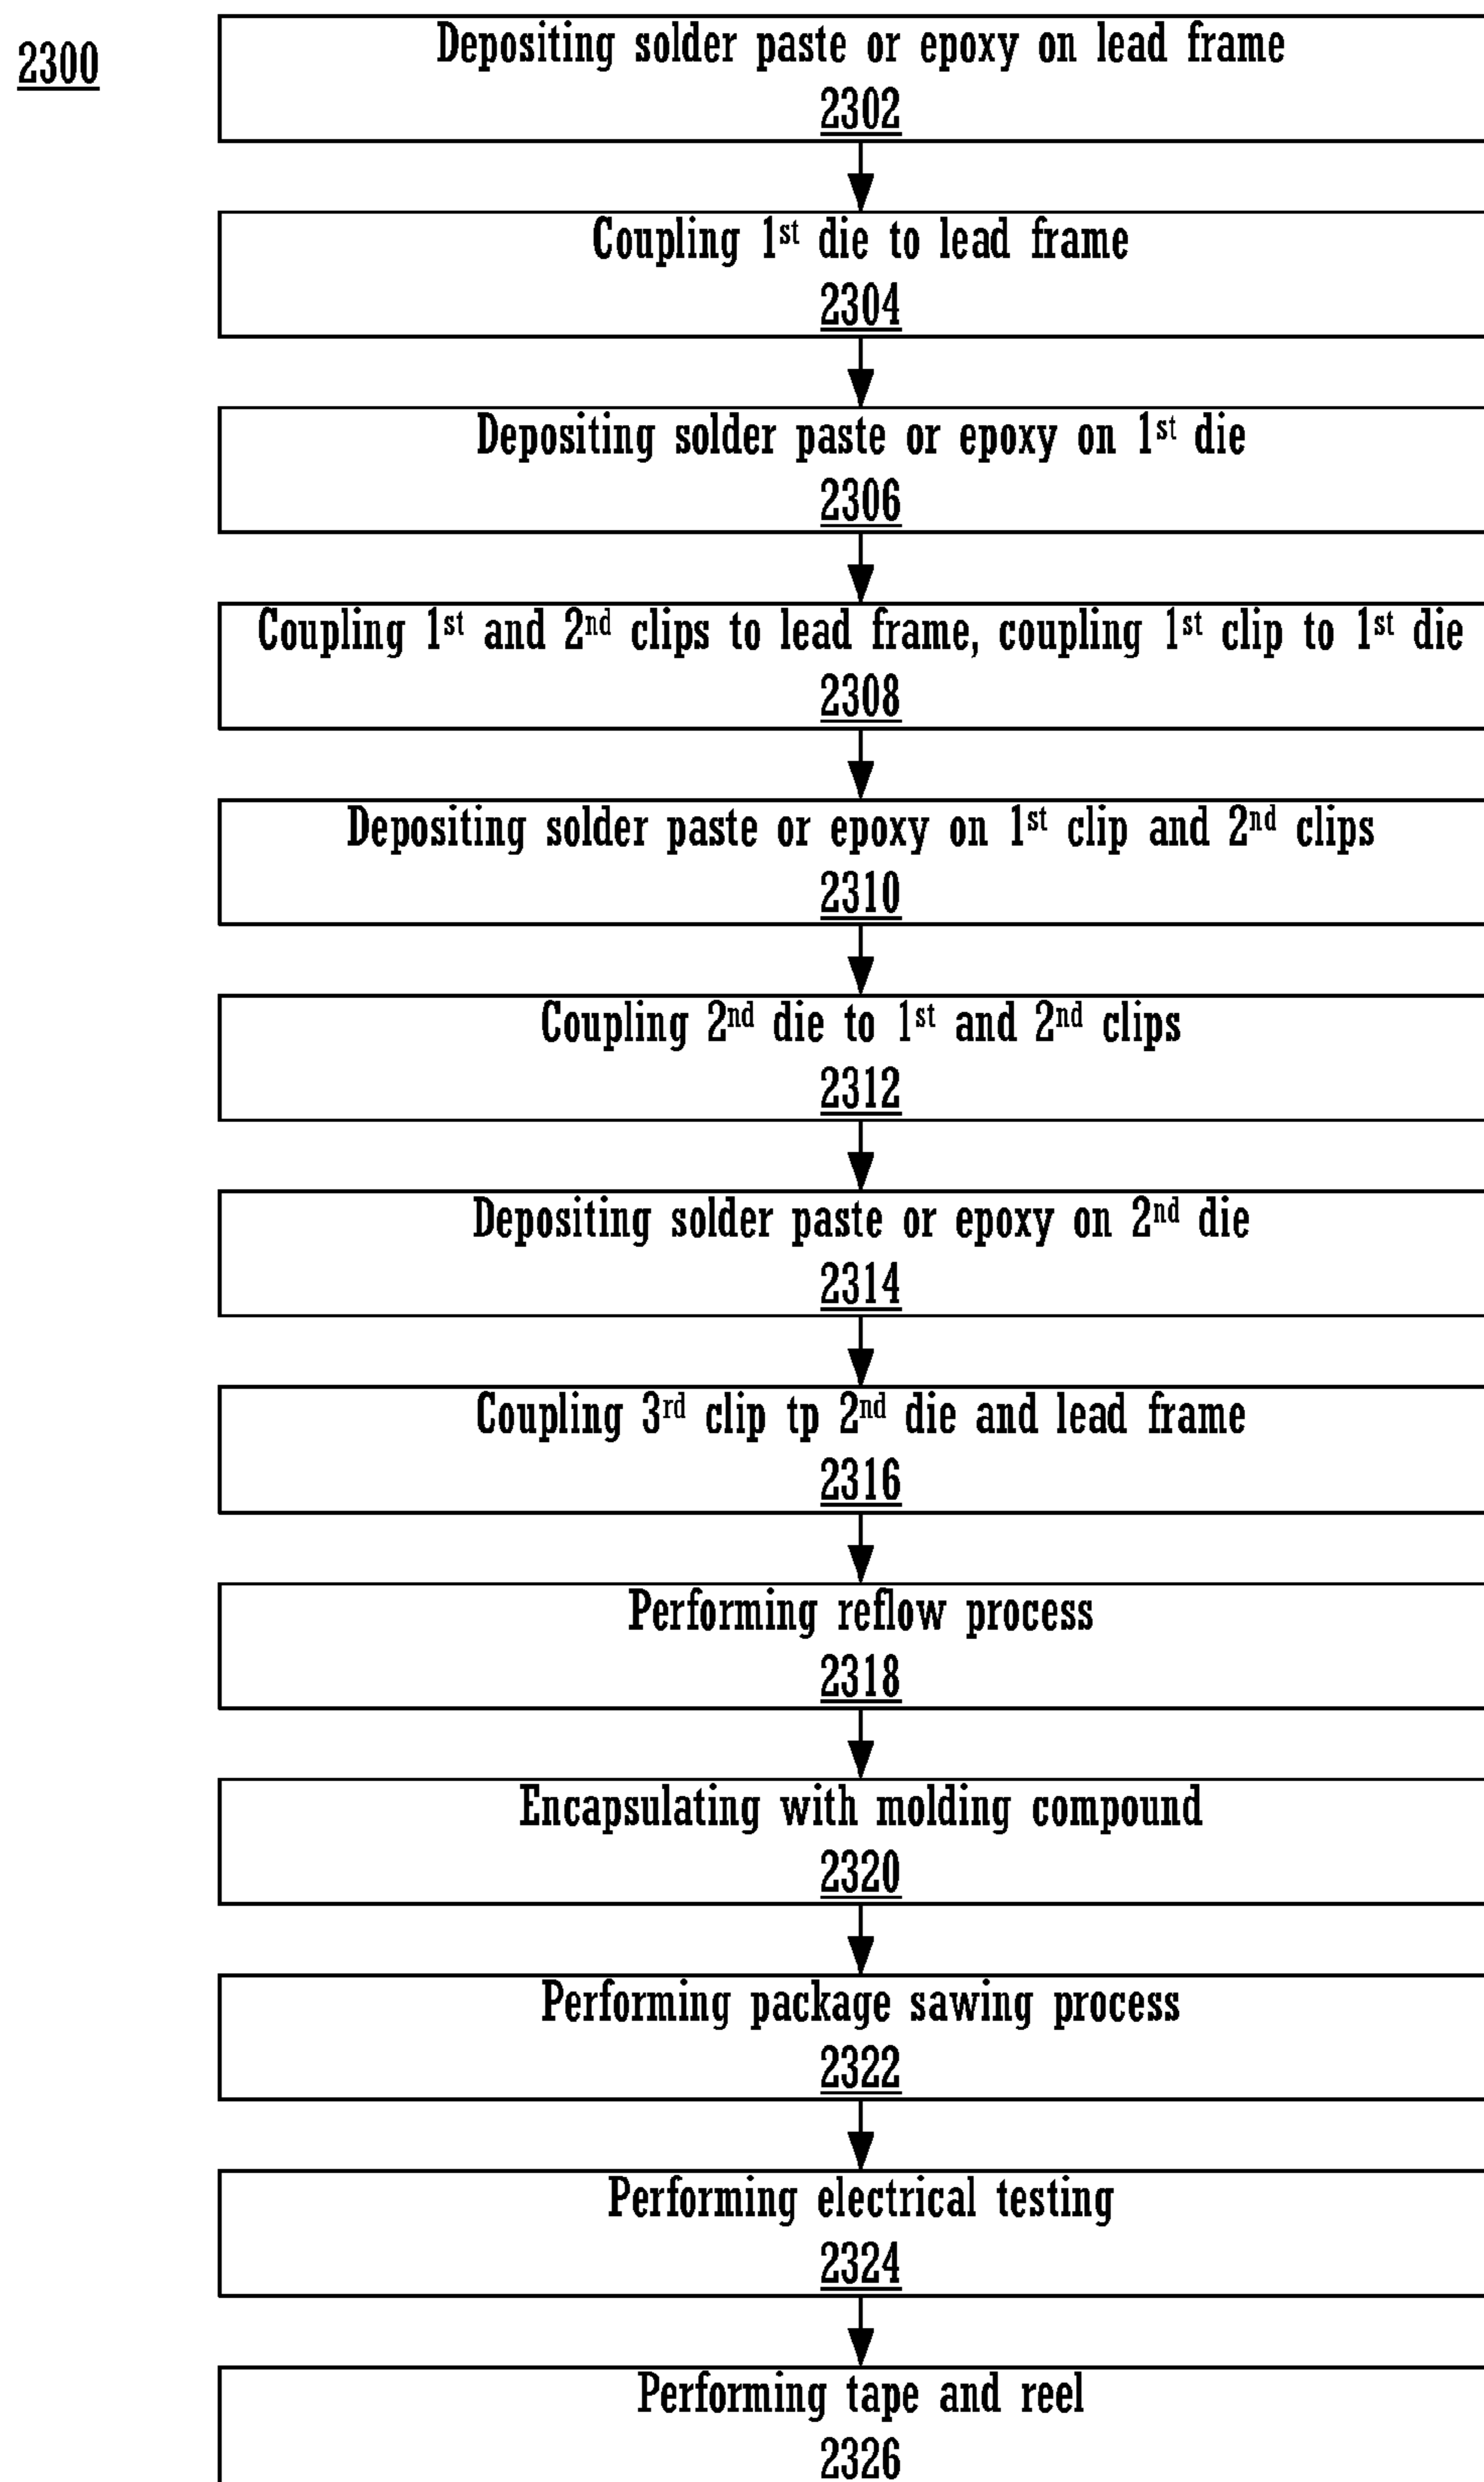 2300
Depositing solder paste or epoxy on lead frame
2302
Coupling 1st die to lead frame
2304
Depositing solder paste or epoxy on 1st die
2306
Coupling 1st and 2nd clips to lead frame, coupling 1st clip to 1st die
2308
Depositing solder paste or epoxy on 1st clip and 2nd clips
2310
Coupling 2nd die to 1st and 2nd clips
2312
Depositing solder paste or epoxy on 2nd die
2314
Coupling 3rd clip tp 2nd die and lead frame
2316
Performing reflow process
2318
Encapsulating with molding compound
2320
Performing package sawing process
2322
Performing electrical testing
2324
Performing tape and reel
2326